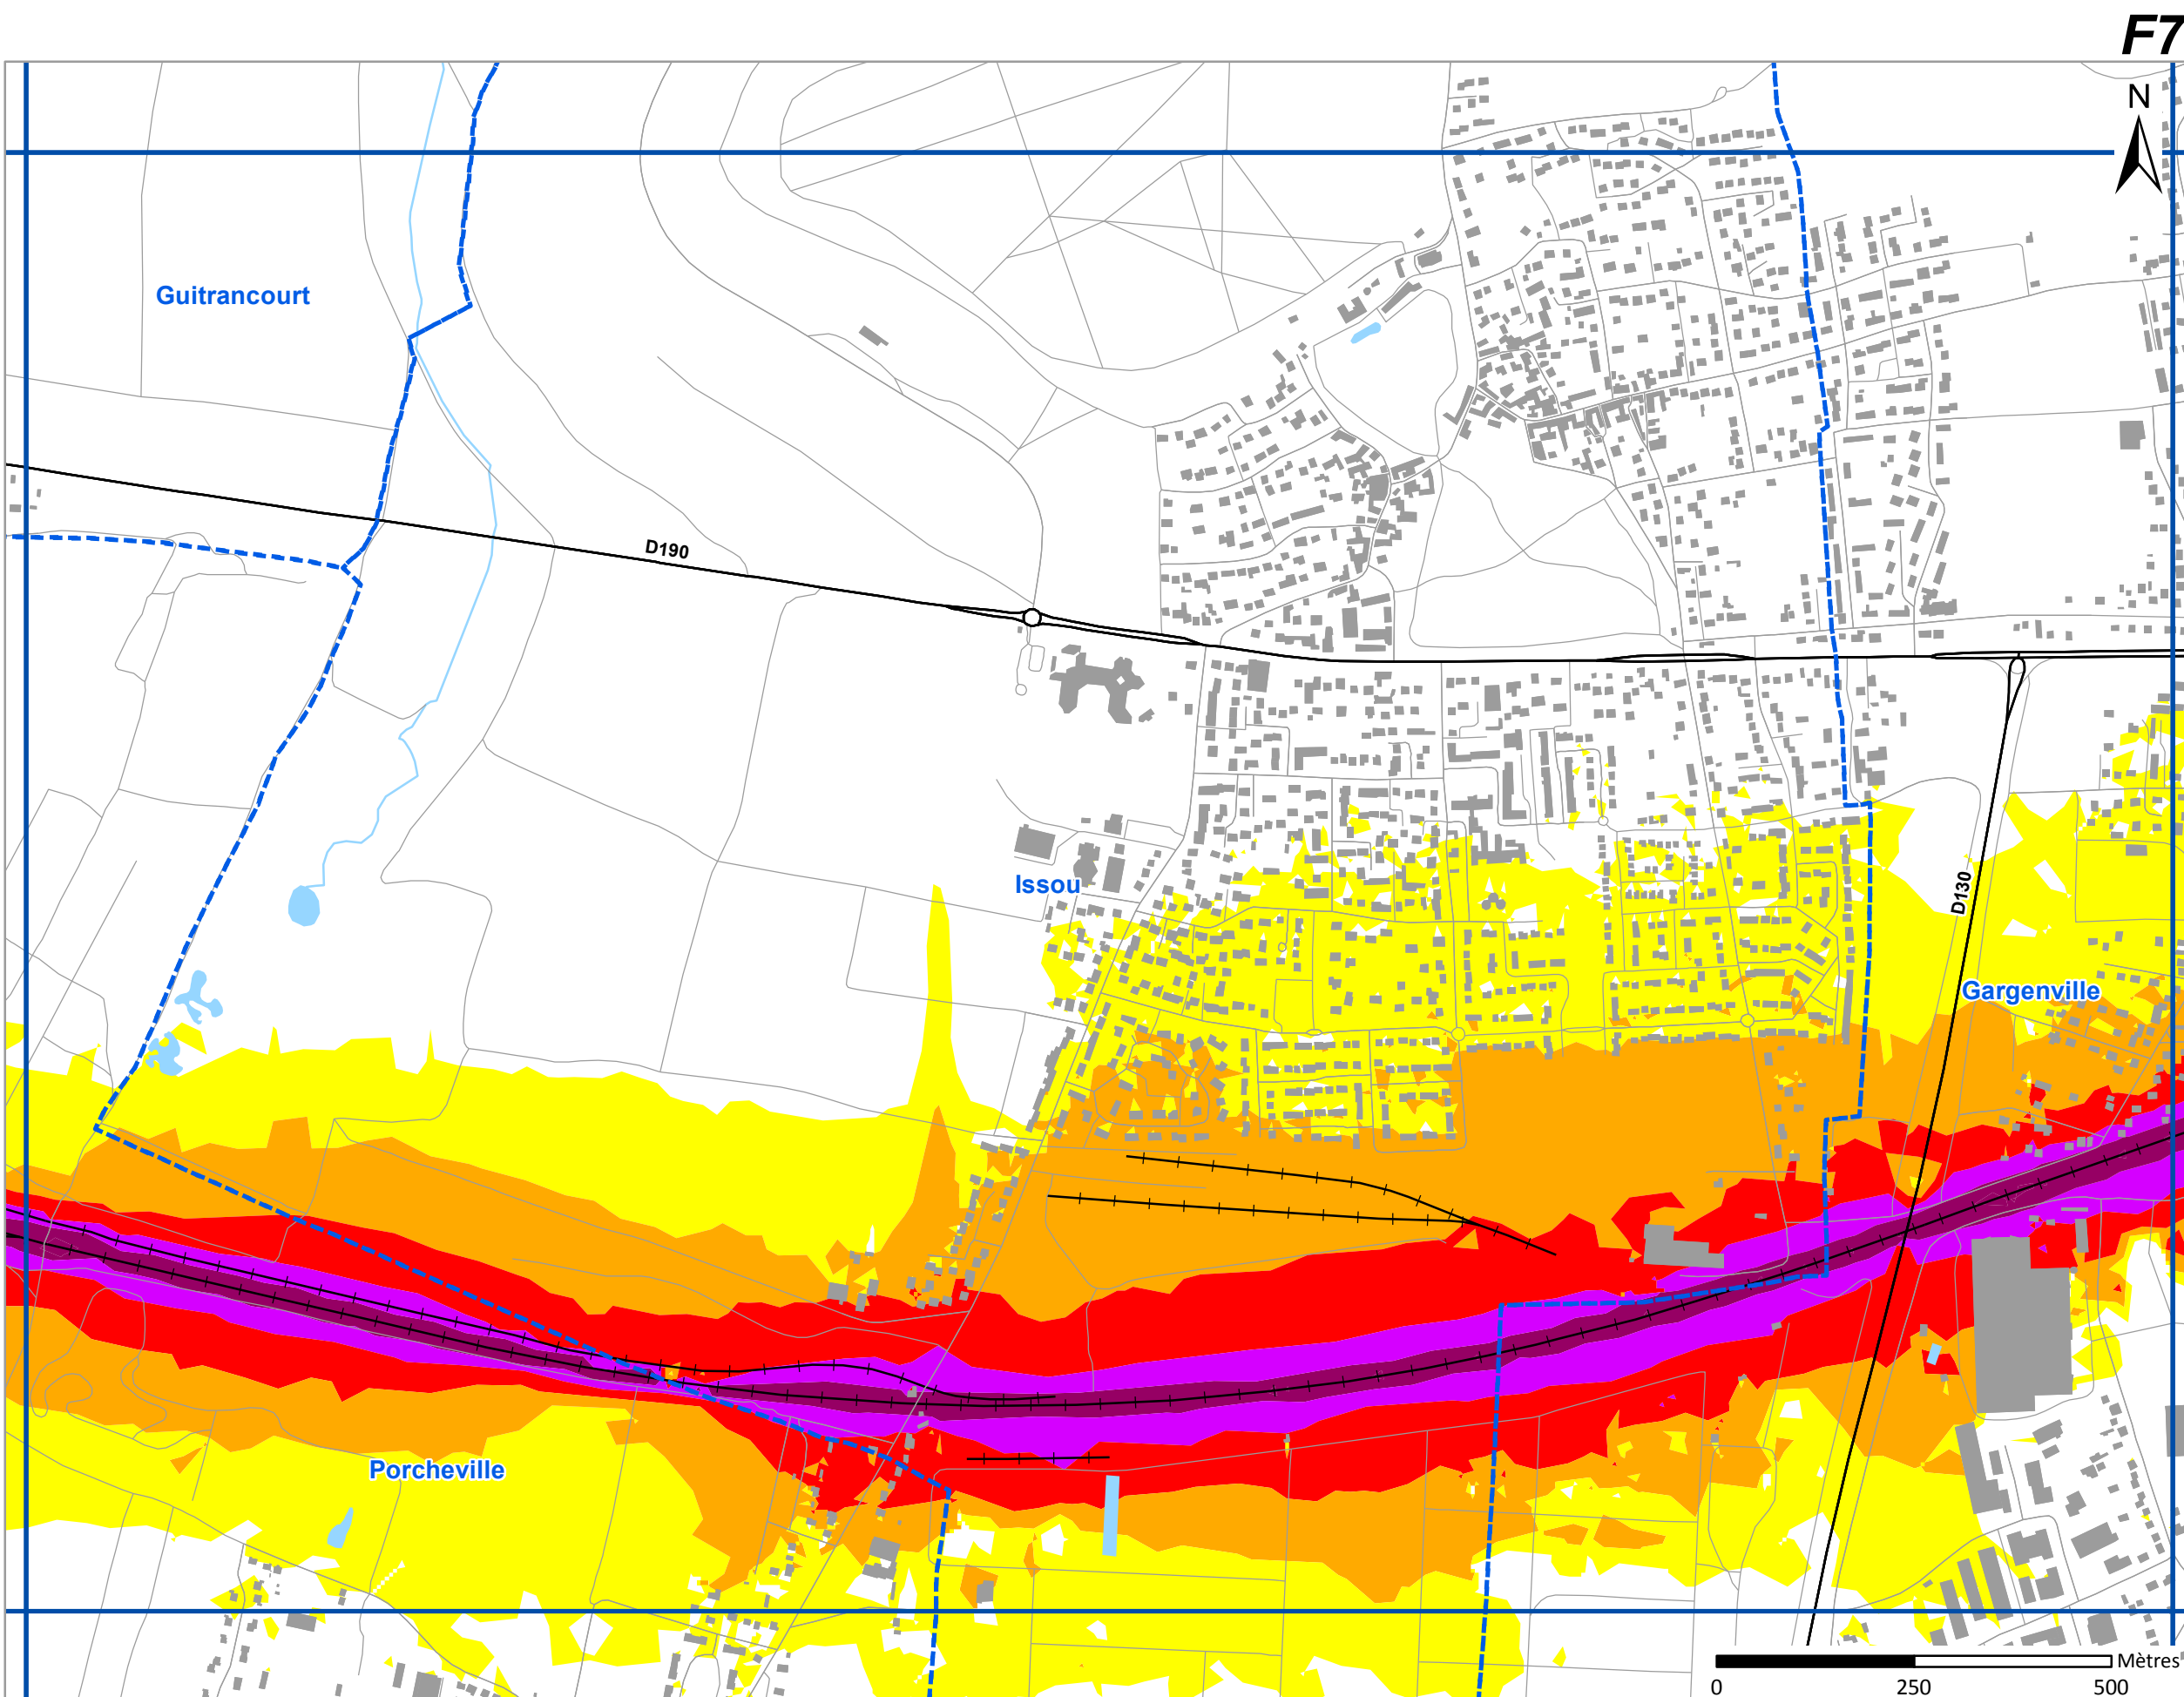 F7
N
Guitrancourt
D190
Issou
D130
Gargenville
Porcheville
Mètres
0 250 500